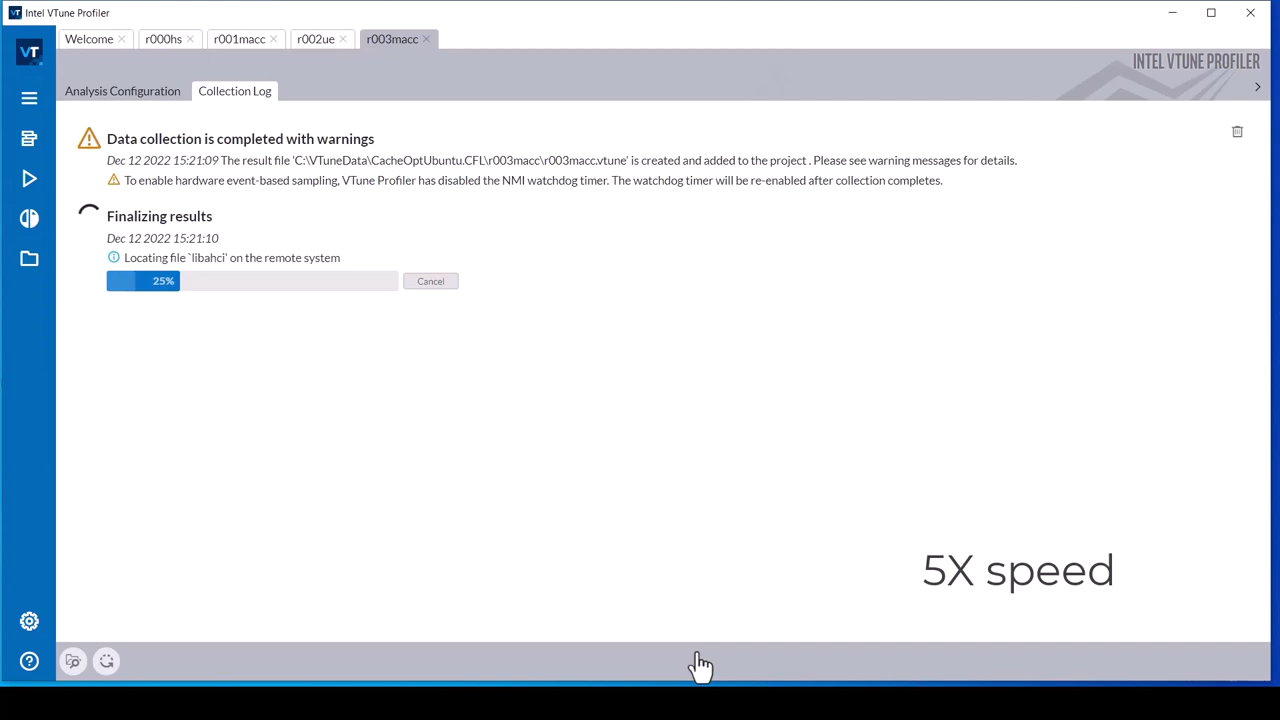 Intel VTune Profiler
Welcome r000hs r001macc r002ue r003macc
INTEL VTUNE PROFILER
VT
Analysis Configuration Collection Log
Data collection is completed with warnings
Dec 12 2022 15:21:09 The result file 'C:\VTuneData\CacheOptUbuntu.CFL\r003macc\r003macc.vtune' is created and added to the project . Please see warning messages for details.
To enable hardware event-based sampling, VTune Profiler has disabled the NMI watchdog timer. The watchdog timer will be re-enabled after collection completes.
Finalizing results
Dec 12 2022 15:21:10
Locating file `libahci' on the remote system
25% Cancel
5X speed